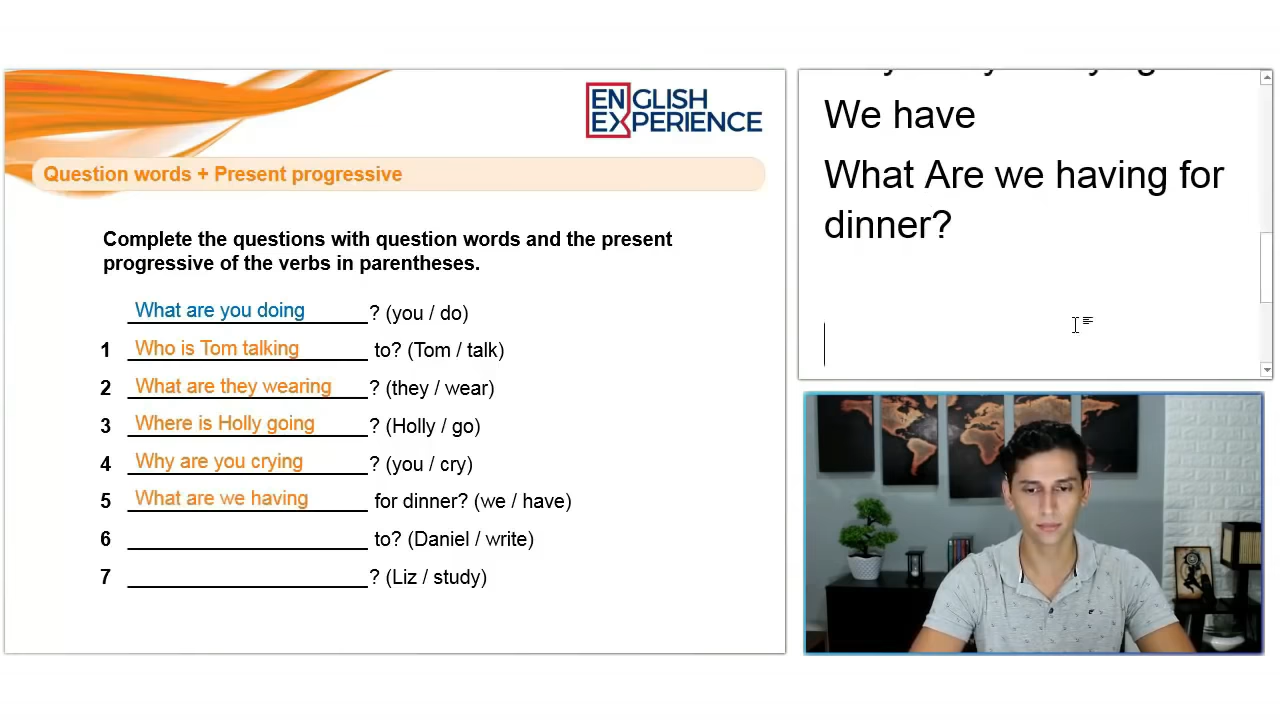 ENGLISH
EXPERIENCE
Question words + Present progressive
Complete the questions with question words and the present
progressive of the verbs in parentheses.
What are you doing ? (you / do)
1 Who is Tom talking to? (Tom / talk)
2 What are they wearing ? (they / wear)
3 Where is Holly going ? (Holly / go)
4 Why are you crying ? (you / cry)
5 What are we having for dinner? (we / have)
6 to? (Daniel / write)
7 ? (Liz / study)
We have
What Are we having for
dinner?